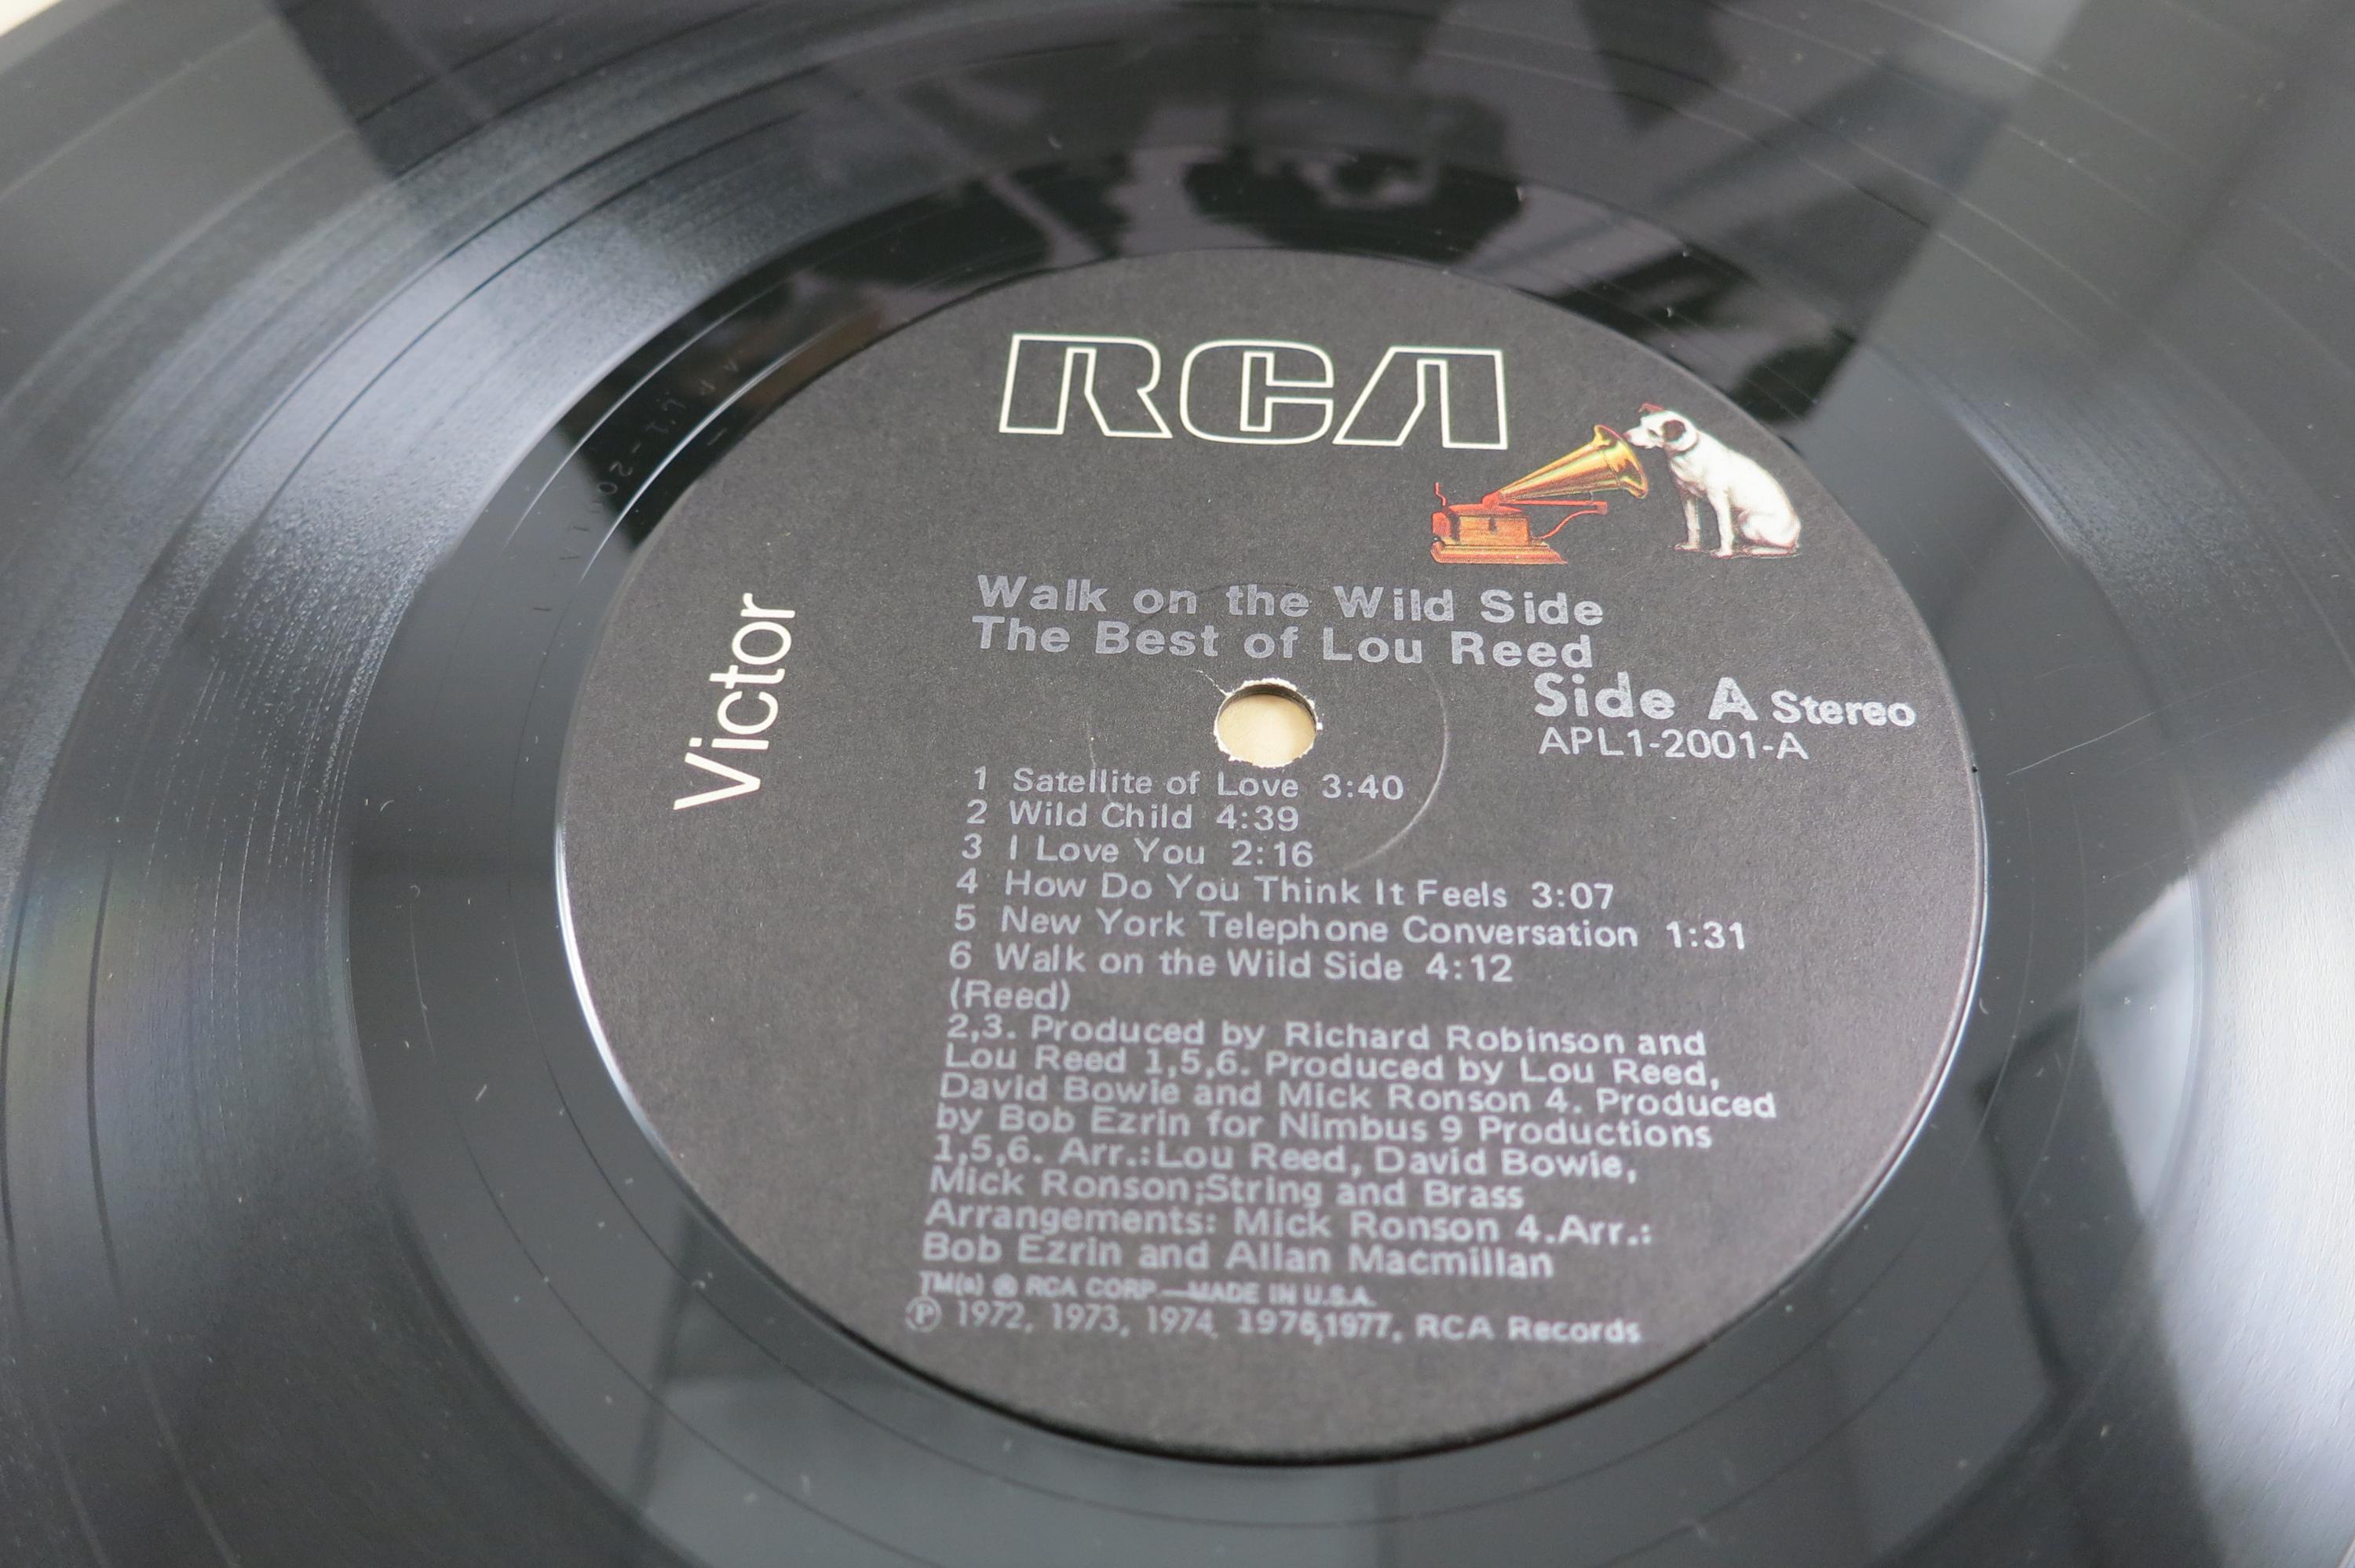 RCA
Victor
Walk on the Wild Side
The Best of Lou Reed
Side A Stereo
APL1-2001-A
1 Satellite of Love 3:40
2 Wild Child 4:39
3 I Love You 2:16
4 How Do You Think It Feels 3:07
5 New York Telephone Conversation 1:31
6 Walk on the Wild Side 4:12
(Reed)
2,3. Produced by Richard Robinson and
Lou Reed 1,5,6. Produced by Lou Reed,
David Bowie and Mick Ronson 4. Produced
by Bob Ezrin for Nimbus 9 Productions
1,5,6. Arr.:Lou Reed, David Bowie,
Mick Ronson;String and Brass
Arrangements: Mick Ronson 4.Arr.:
Bob Ezrin and Allan Macmillan
TM(s) ® RCA CORP.—MADE IN U.S.A.
℗ 1972, 1973, 1974, 1976,1977, RCA Records